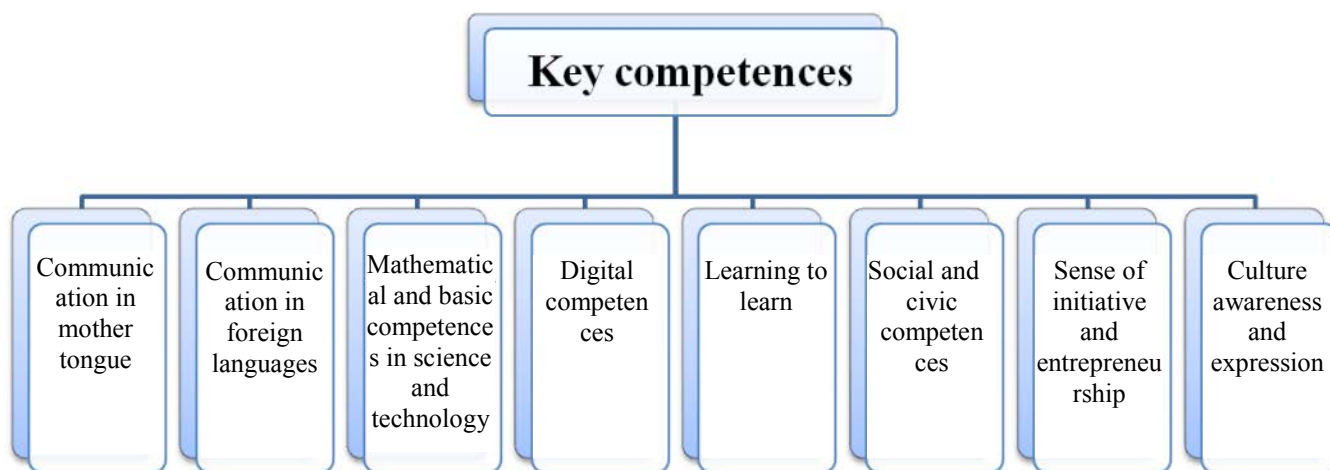 Key competences
Communic
ation in
mother
tongue
Communic
ation in
foreign
languages
Mathematic
al and basic
competence
s in science
and
technology
Digital
competen
ces
Learning to
learn
Social and
civic
competen
ces
Sense of
initiative
and
entrepreneu
rship
Culture
awareness
and
expression